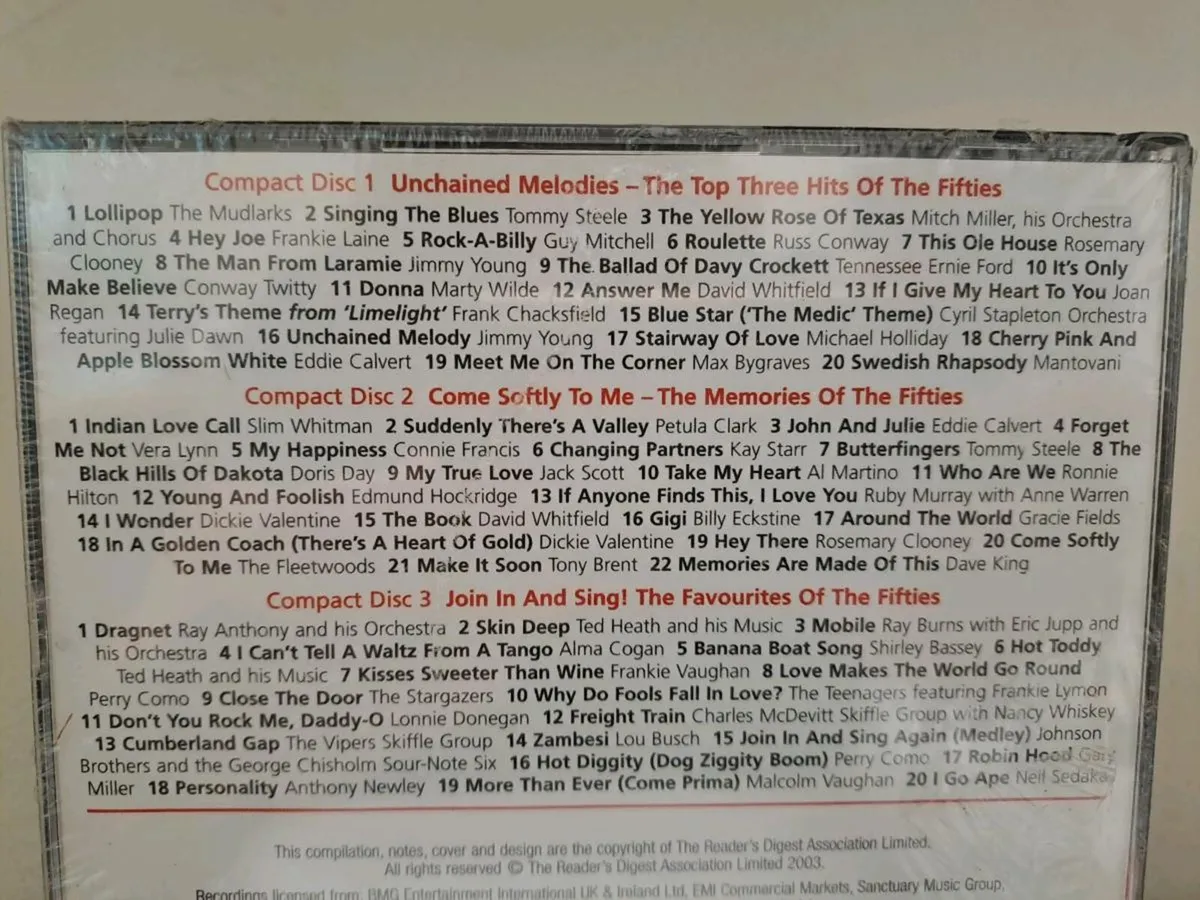 Compact Disc 1 Unchained Melodies – The Top Three Hits Of The Fifties
1 Lollipop The Mudlarks 2 Singing The Blues Tommy Steele 3 The Yellow Rose Of Texas Mitch Miller, his Orchestra
and Chorus 4 Hey Joe Frankie Laine 5 Rock-A-Billy Guy Mitchell 6 Roulette Russ Conway 7 This Ole House Rosemary
Clooney 8 The Man From Laramie Jimmy Young 9 The Ballad Of Davy Crockett Tennessee Ernie Ford 10 It's Only
Make Believe Conway Twitty 11 Donna Marty Wilde 12 Answer Me David Whitfield 13 If I Give My Heart To You Joan
Regan 14 Terry's Theme from 'Limelight' Frank Chacksfield 15 Blue Star ('The Medic' Theme) Cyril Stapleton Orchestra
featuring Julie Dawn 16 Unchained Melody Jimmy Young 17 Stairway Of Love Michael Holliday 18 Cherry Pink And
Apple Blossom White Eddie Calvert 19 Meet Me On The Corner Max Bygraves 20 Swedish Rhapsody Mantovani
Compact Disc 2 Come Softly To Me – The Memories Of The Fifties
1 Indian Love Call Slim Whitman 2 Suddenly There's A Valley Petula Clark 3 John And Julie Eddie Calvert 4 Forget
Me Not Vera Lynn 5 My Happiness Connie Francis 6 Changing Partners Kay Starr 7 Butterfingers Tommy Steele 8 The
Black Hills Of Dakota Doris Day 9 My True Love Jack Scott 10 Take My Heart Al Martino 11 Who Are We Ronnie
Hilton 12 Young And Foolish Edmund Hockridge 13 If Anyone Finds This, I Love You Ruby Murray with Anne Warren
14 I Wonder Dickie Valentine 15 The Book David Whitfield 16 Gigi Billy Eckstine 17 Around The World Gracie Fields
18 In A Golden Coach (There's A Heart Of Gold) Dickie Valentine 19 Hey There Rosemary Clooney 20 Come Softly
To Me The Fleetwoods 21 Make It Soon Tony Brent 22 Memories Are Made Of This Dave King
Compact Disc 3 Join In And Sing! The Favourites Of The Fifties
1 Dragnet Ray Anthony and his Orchestra 2 Skin Deep Ted Heath and his Music 3 Mobile Ray Burns with Eric Jupp and
his Orchestra 4 I Can't Tell A Waltz From A Tango Alma Cogan 5 Banana Boat Song Shirley Bassey 6 Hot Toddy
Ted Heath and his Music 7 Kisses Sweeter Than Wine Frankie Vaughan 8 Love Makes The World Go Round
Perry Como 9 Close The Door The Stargazers 10 Why Do Fools Fall In Love? The Teenagers featuring Frankie Lymon
11 Don't You Rock Me, Daddy-O Lonnie Donegan 12 Freight Train Charles McDevitt Skiffle Group with Nancy Whiskey
13 Cumberland Gap The Vipers Skiffle Group 14 Zambesi Lou Busch 15 Join In And Sing Again (Medley) Johnson
Brothers and the George Chisholm Sour-Note Six 16 Hot Diggity (Dog Ziggity Boom) Perry Como 17 Robin Hood Gary
Miller 18 Personality Anthony Newley 19 More Than Ever (Come Prima) Malcolm Vaughan 20 I Go Ape Neil Sedaka
This compilation, notes, cover and design are the copyright of The Reader's Digest Association Limited.
All rights reserved © The Reader's Digest Association Limited 2003.
Recordings licensed from: BMG Entertainment International UK & Ireland Ltd, EMI Commercial Markets, Sanctuary Music Group,